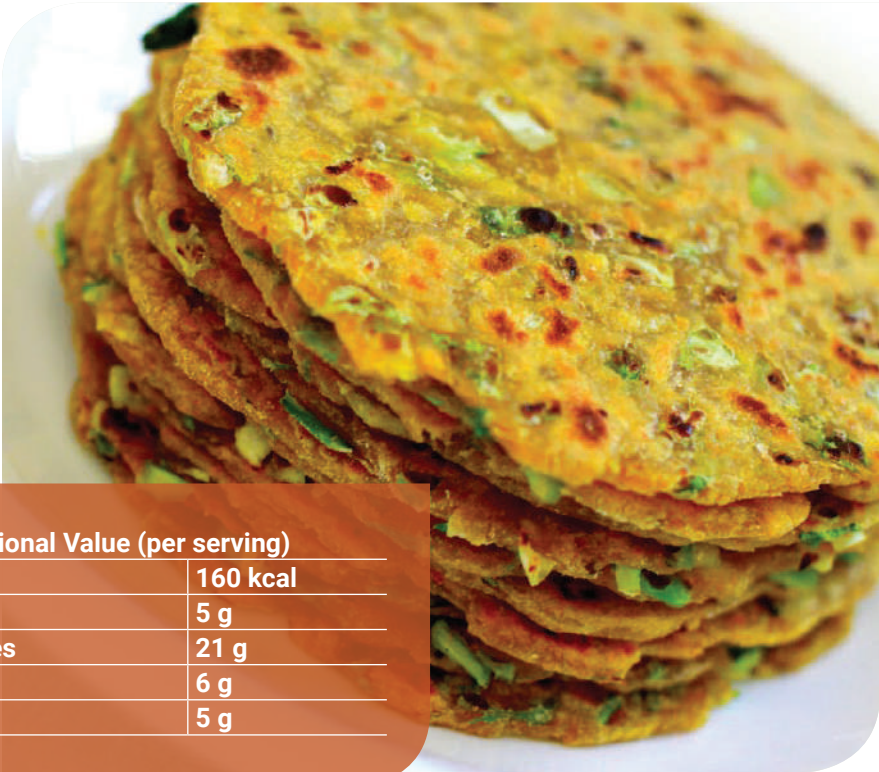 ional Value (per serving)
160 kcal
5 g
es 21 g
6 g
5 g